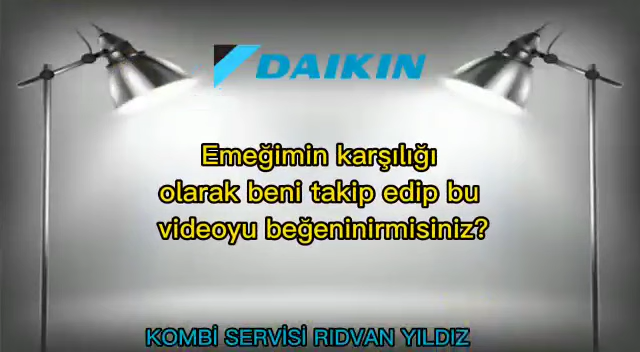 DAIKIN
Emeğimin karşılığı
olarak beni takip edip bu
videoyu beğeninirmisiniz?
KOMBİ SERVİSİ RIDVAN YILDIZ